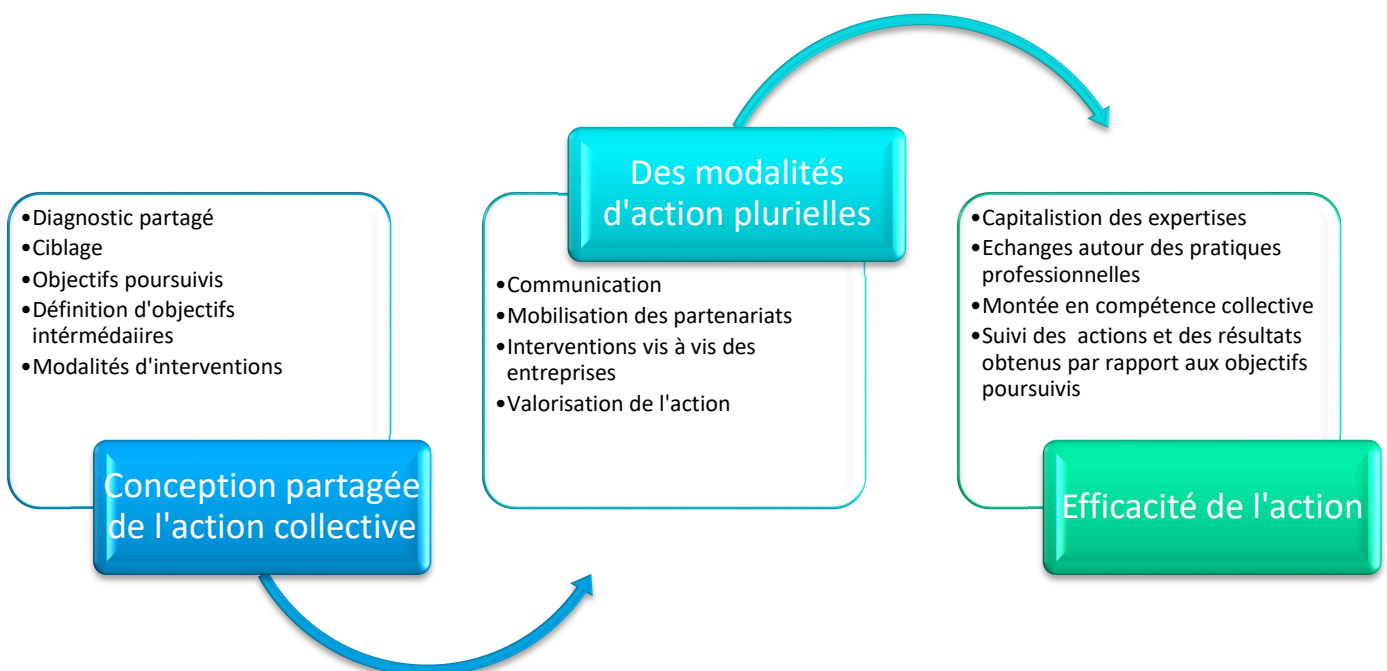 •Diagnostic partagé
•Ciblage
•Objectifs poursuivis
•Définition d'objectifs
intérmédaiires
•Modalités d'interventions
Conception partagée
de l'action collective
Des modalités
d'action plurielles
•Communication
•Mobilisation des partenariats
•Interventions vis à vis des
entreprises
•Valorisation de l'action
•Capitalistion des expertises
•Echanges autour des pratiques
professionnelles
•Montée en compétence collective
•Suivi des  actions et des résultats
obtenus par rapport aux objectifs
poursuivis
Efficacité de l'action